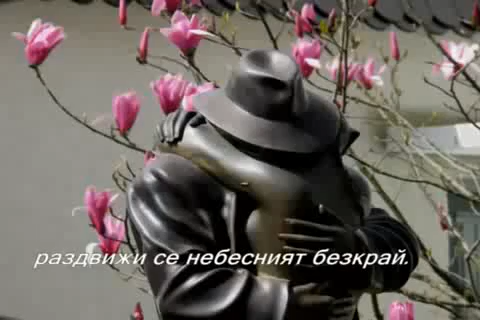 раздвижи се небесният безкрай.